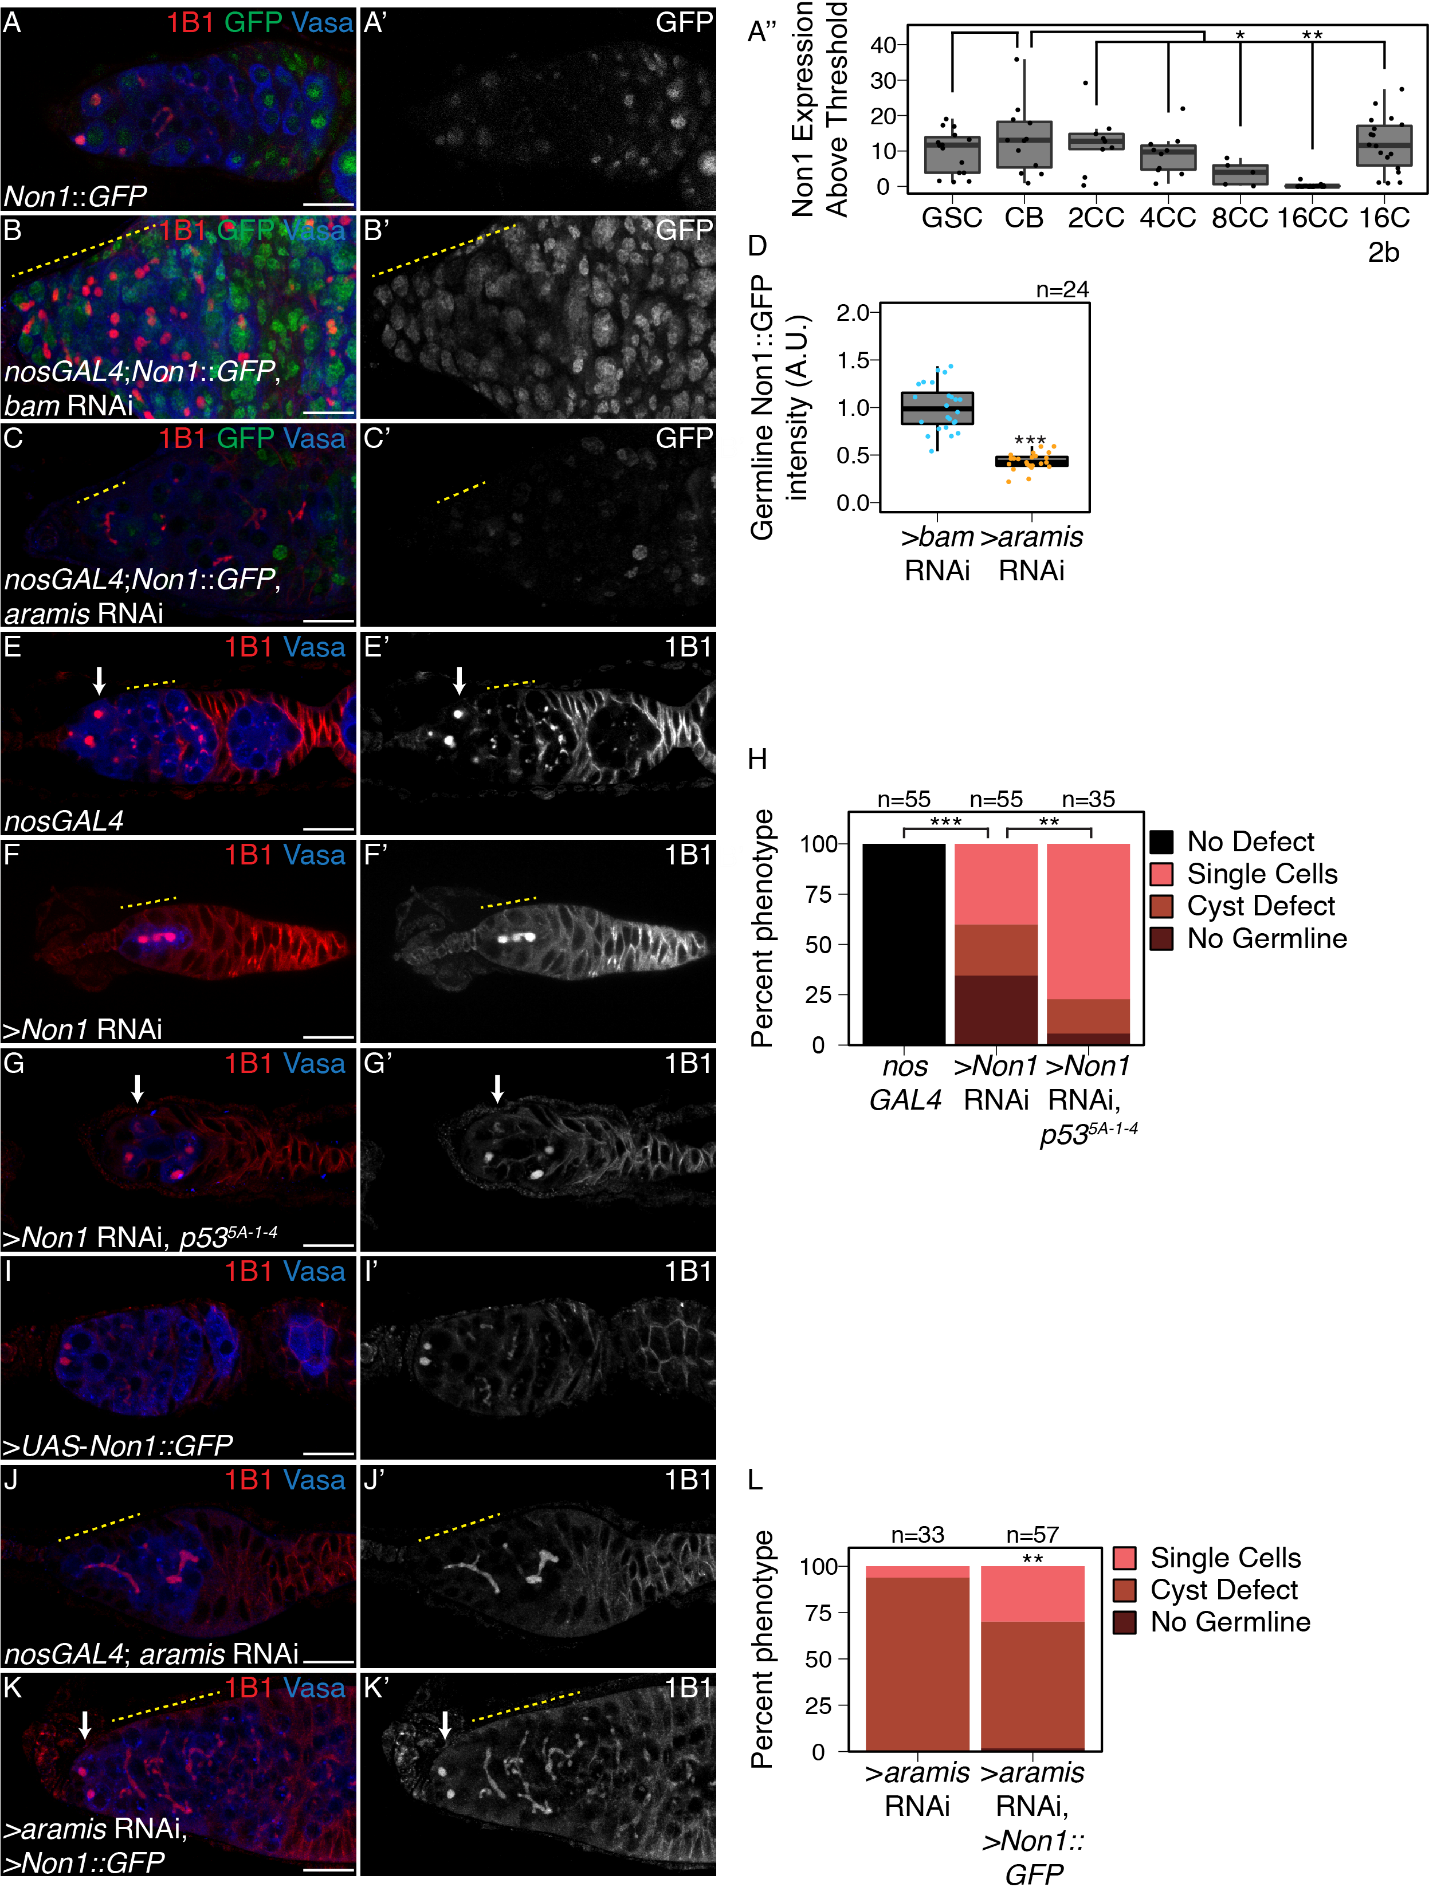 A 1B1 GFP Vasa
Non1::GFP
A’ GFP
A’’
Non1 Expression
Above Threshold
40
30
20
10
0
* **
GSC CB 2CC 4CC 8CC 16CC 16C
2b
B 1B1 GFP Vasa
nosGAL4;Non1::GFP,
bam RNAi
B’ GFP
C 1B1 GFP Vasa
nosGAL4;Non1::GFP,
aramis RNAi
C’ GFP
D
n=24
Germline Non1::GFP
intensity (A.U.)
2.0
1.5
1.0
0.5
0.0
***
>bam >aramis
RNAi RNAi
E 1B1 Vasa
nosGAL4
E’ 1B1
F 1B1 Vasa
>Non1 RNAi
F’ 1B1
G 1B1 Vasa
>Non1 RNAi, p535A-1-4
G’ 1B1
H
n=55 n=55 n=35
*** **
Percent phenotype
100
75
50
25
0
nos >Non1 >Non1
GAL4 RNAi RNAi,
p535A-1-4
No Defect
Single Cells
Cyst Defect
No Germline
I 1B1 Vasa
>UAS-Non1::GFP
I’ 1B1
J 1B1 Vasa
nosGAL4; aramis RNAi
J’ 1B1
K 1B1 Vasa
>aramis RNAi,
>Non1::GFP
K’ 1B1
L
n=33 n=57
**
Percent phenotype
100
75
50
25
0
>aramis >aramis
RNAi RNAi,
>Non1::
GFP
Single Cells
Cyst Defect
No Germline